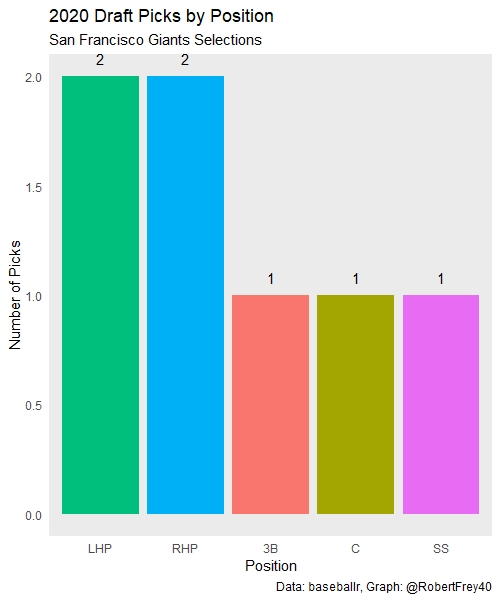 2020 Draft Picks by Position
San Francisco Giants Selections
2 2
2.0
1.5
1 1 1
1.0
0.5
0.0
Number of Picks
LHP RHP 3B C SS
Position
Data: baseballr, Graph: @RobertFrey40